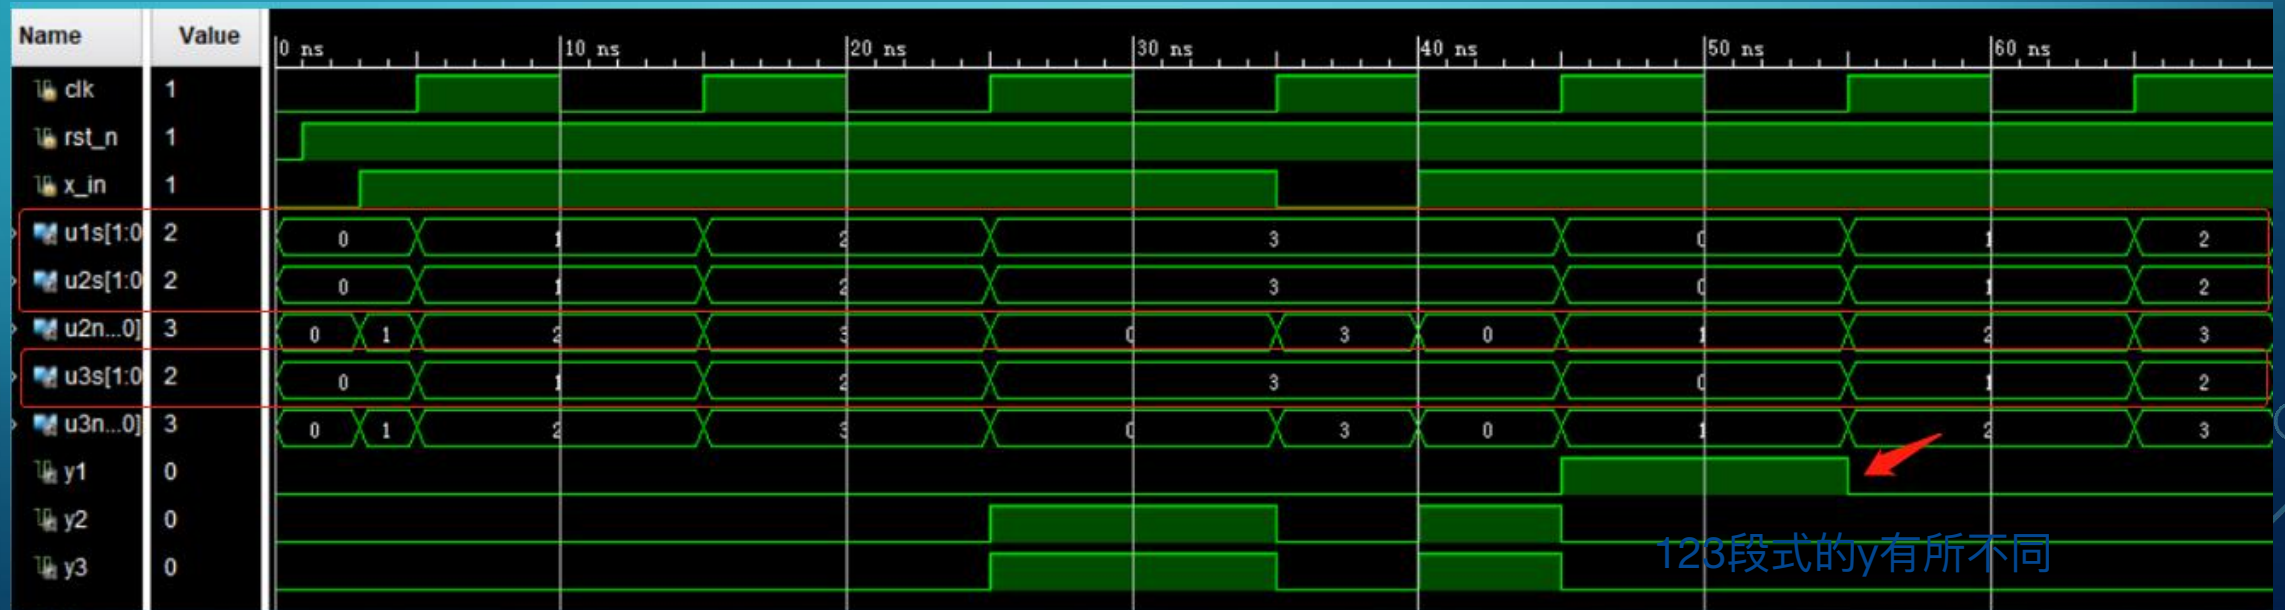 Name Value 0 ns 10 ns 20 ns 30 ns 40 ns 50 ns 60 ns
clk 1
rst_n 1
x_in 1
u1s[1:0 2 0 1 2 3 0 1 2
u2s[1:0 2 0 1 2 3 0 1 2
u2n...0] 3 0 1 2 3 0 3 0 1 2 3
u3s[1:0 2 0 1 2 3 0 1 2
u3n...0] 3 0 1 2 3 0 3 0 1 2 3
y1 0
y2 0
y3 0
123段式的y有所不同